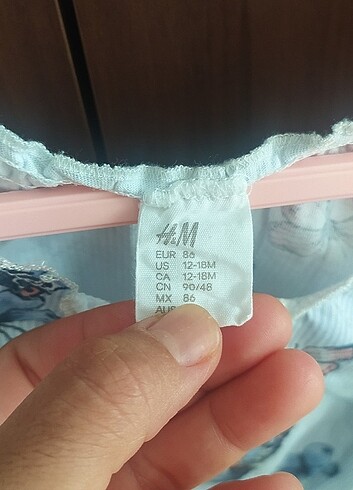 H&M
EUR 86
US 12-18M
CA 12-18M
CN 90/48
MX 86